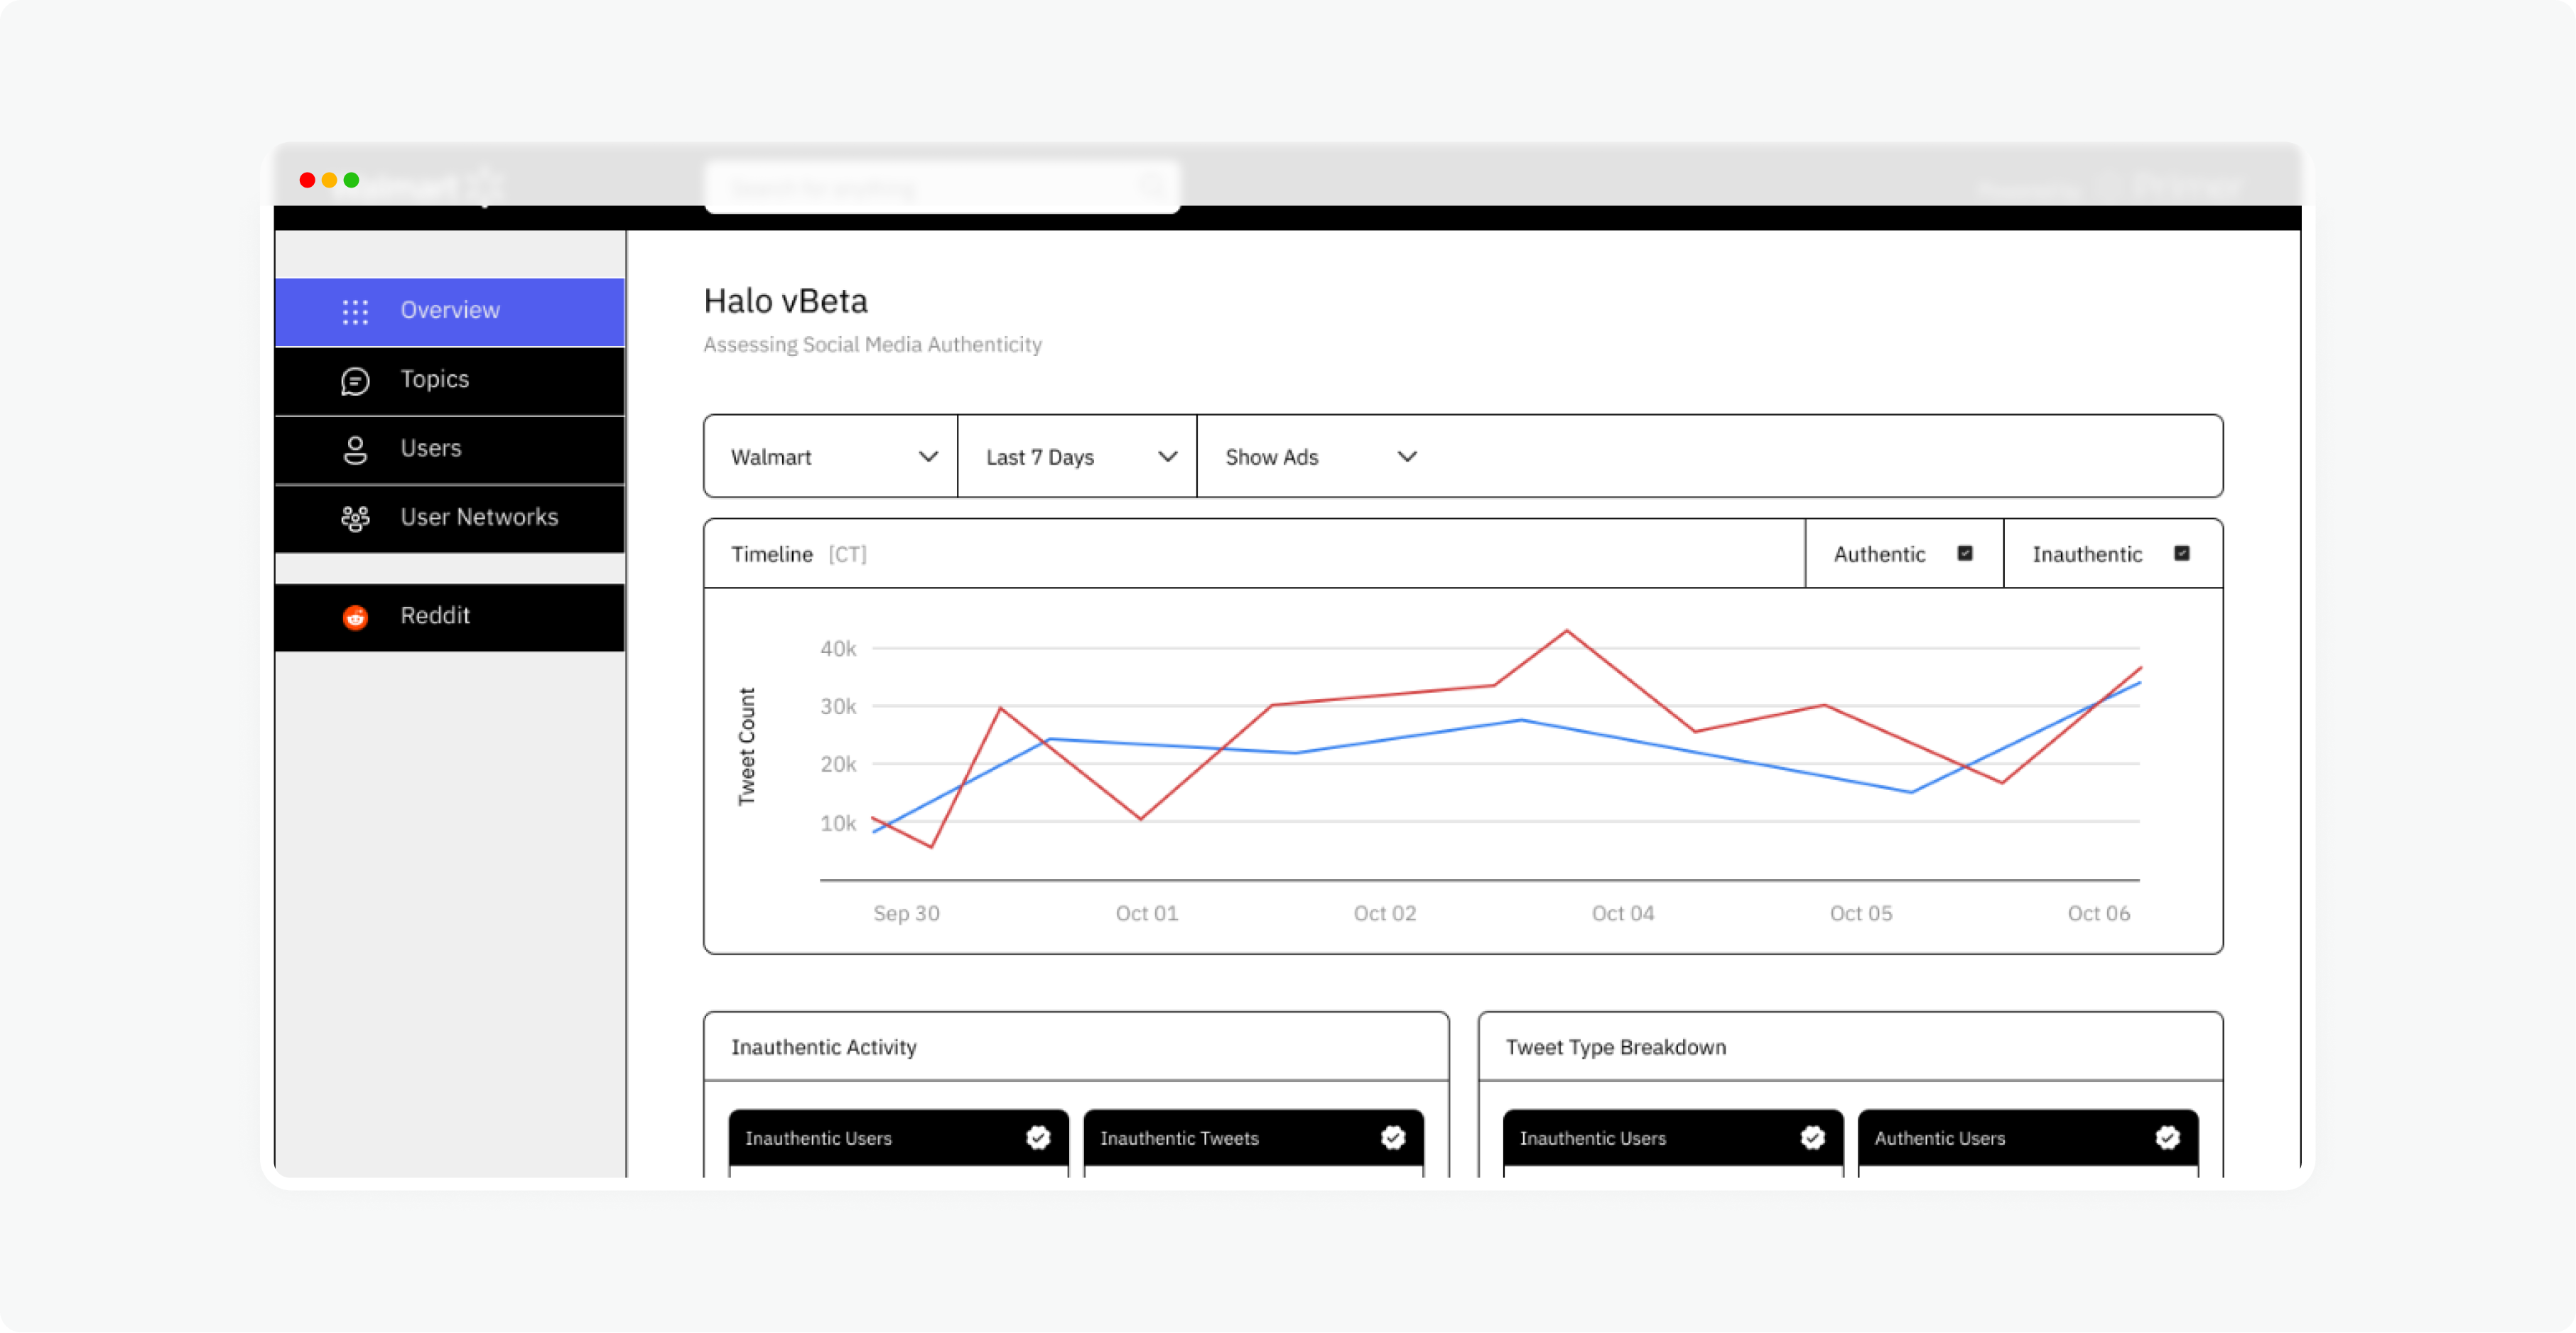 Overview
Topics
Users
User Networks
Reddit
Halo vBeta
Assessing Social Media Authenticity
Walmart
Last 7 Days
Show Ads
Timeline [CT]
Authentic
Inauthentic
Tweet Count
40k
30k
20k
10k
Sep 30
Oct 01
Oct 02
Oct 04
Oct 05
Oct 06
Inauthentic Activity
Inauthentic Users
Inauthentic Tweets
Tweet Type Breakdown
Inauthentic Users
Authentic Users